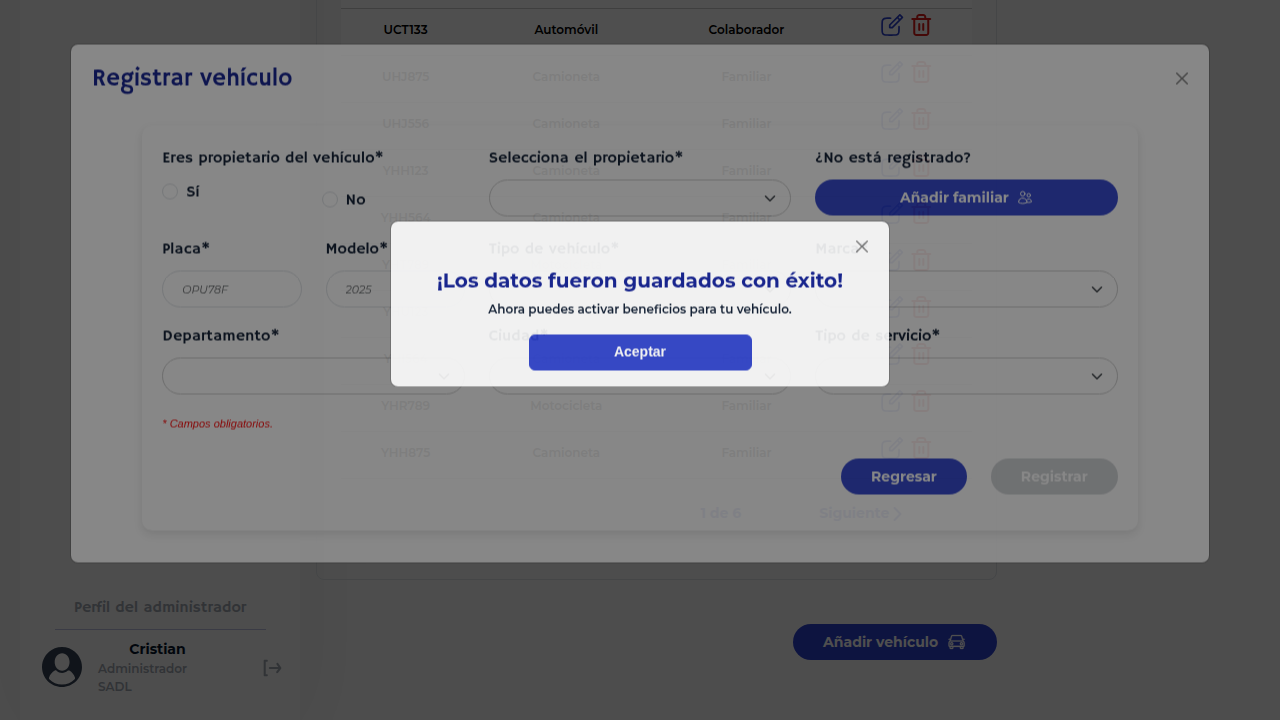 UCT133 Automóvil Colaborador
Registrar vehículo
UHJ875 Camioneta Familiar
UHJ556 Camioneta Familiar
Eres propietario del vehículo* Selecciona el propietario* ¿No está registrado?
YHH123 Camioneta Familiar
Sí No Añadir familiar
Camioneta Familiar
Placa* Modelo* Tipo de vehículo* Marca
¡Los datos fueron guardados con éxito!
OPU78F 2025
Ahora puedes activar beneficios para tu vehículo.
Departamento* Ciudad* Tipo de servicio*
Aceptar
YHR789 Motocicleta Familiar
* Campos obligatorios.
YHH875 Camioneta Familiar
Regresar Registrar
1 de 6 Siguiente
Perfil del administrador
Cristian
Administrador
SADL
Añadir vehículo